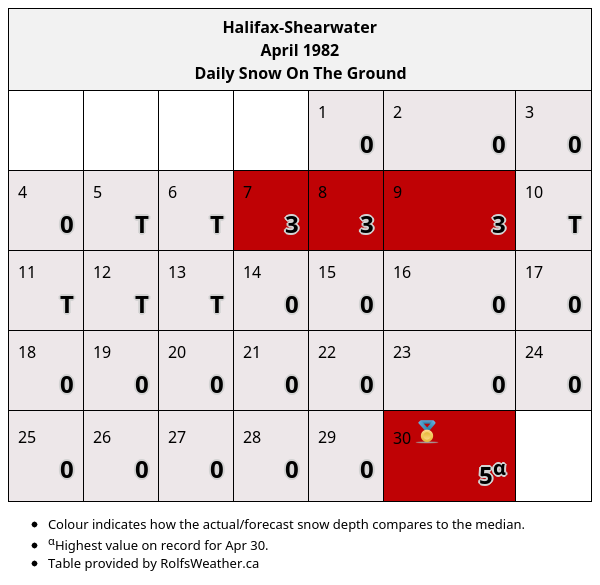 Halifax-Shearwater
April 1982
Daily Snow On The Ground
1 2 3
0 0 0
4 5 6 7 8 9 10
0 T T 3 3 3 T
11 12 13 14 15 16 17
T T T 0 0 0 0
18 19 20 21 22 23 24
0 0 0 0 0 0 0
25 26 27 28 29 30
0 0 0 0 0 5α
Colour indicates how the actual/forecast snow depth compares to the median.
αHighest value on record for Apr 30.
Table provided by RolfsWeather.ca